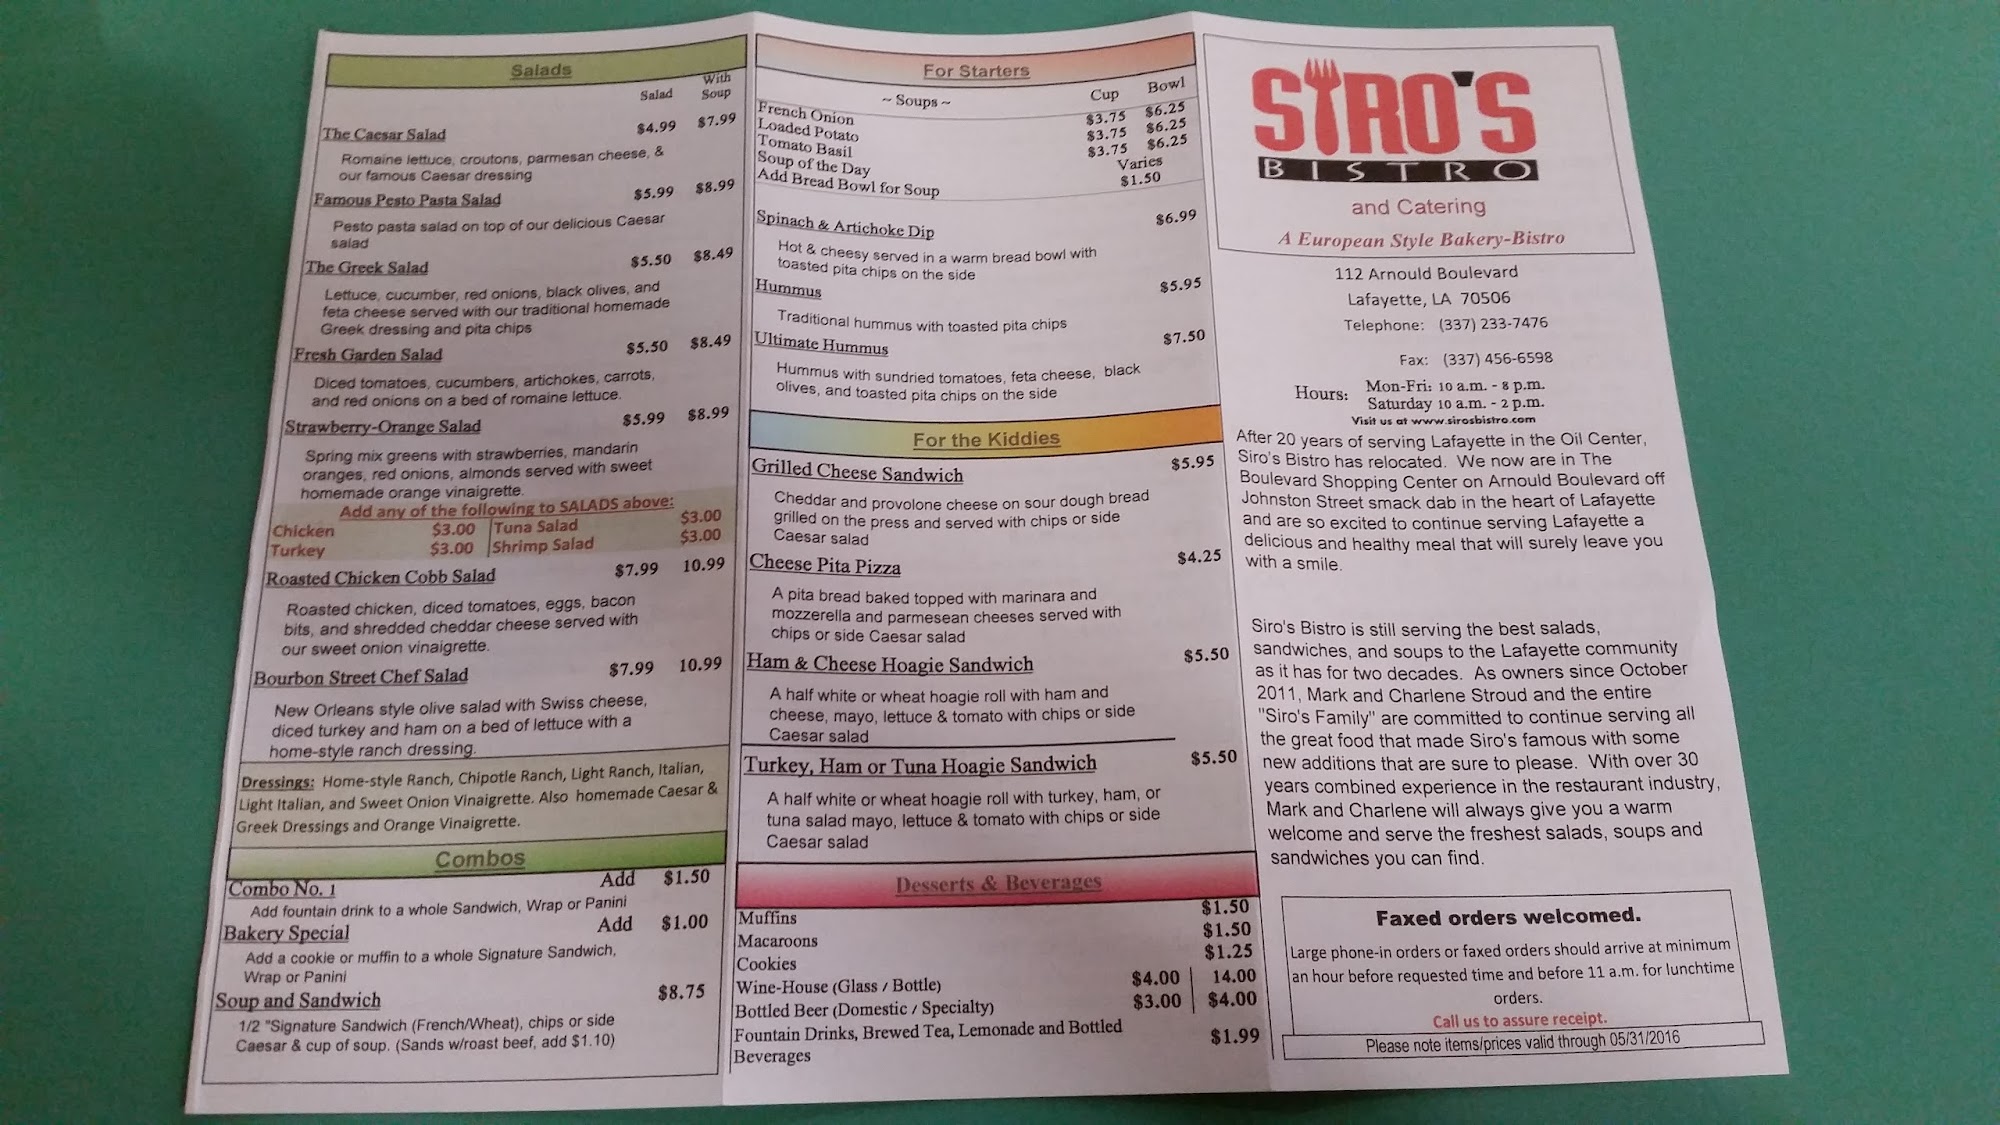 Salads
Salad With Soup
The Caesar Salad $4.99 $7.99
Romaine lettuce, croutons, parmesan cheese, &
our famous Caesar dressing
Famous Pesto Pasta Salad $5.99 $8.99
Pesto pasta salad on top of our delicious Caesar
salad
The Greek Salad $5.50 $8.49
Lettuce, cucumber, red onions, black olives, and
feta cheese served with our traditional homemade
Greek dressing and pita chips
Fresh Garden Salad $5.50 $8.49
Diced tomatoes, cucumbers, artichokes, carrots,
and red onions on a bed of romaine lettuce.
Strawberry-Orange Salad $5.99 $8.99
Spring mix greens with strawberries, mandarin
oranges, red onions, almonds served with sweet
homemade orange vinaigrette.
Add any of the following to SALADS above:
Chicken $3.00 Tuna Salad $3.00
Turkey $3.00 Shrimp Salad $3.00
Roasted Chicken Cobb Salad $7.99 10.99
Roasted chicken, diced tomatoes, eggs, bacon
bits, and shredded cheddar cheese served with
our sweet onion vinaigrette.
Bourbon Street Chef Salad $7.99 10.99
New Orleans style olive salad with Swiss cheese,
diced turkey and ham on a bed of lettuce with a
home-style ranch dressing.
Dressings: Home-style Ranch, Chipotle Ranch, Light Ranch, Italian,
Light Italian, and Sweet Onion Vinaigrette. Also homemade Caesar &
Greek Dressings and Orange Vinaigrette.
Combos
Combo No. 1 Add $1.50
Add fountain drink to a whole Sandwich, Wrap or Panini
Bakery Special Add $1.00
Add a cookie or muffin to a whole Signature Sandwich,
Wrap or Panini
Soup and Sandwich $8.75
1/2 "Signature Sandwich (French/Wheat), chips or side
Caesar & cup of soup. (Sands w/roast beef, add $1.10)
For Starters
~ Soups ~ Cup Bowl
French Onion $3.75 $6.25
Loaded Potato $3.75 $6.25
Tomato Basil $3.75 $6.25
Soup of the Day Varies
Add Bread Bowl for Soup $1.50
Spinach & Artichoke Dip $6.99
Hot & cheesy served in a warm bread bowl with
toasted pita chips on the side
Hummus $5.95
Traditional hummus with toasted pita chips
Ultimate Hummus $7.50
Hummus with sundried tomatoes, feta cheese, black
olives, and toasted pita chips on the side
For the Kiddies
Grilled Cheese Sandwich $5.95
Cheddar and provolone cheese on sour dough bread
grilled on the press and served with chips or side
Caesar salad
Cheese Pita Pizza $4.25
A pita bread baked topped with marinara and
mozzerella and parmesean cheeses served with
chips or side Caesar salad
Ham & Cheese Hoagie Sandwich $5.50
A half white or wheat hoagie roll with ham and
cheese, mayo, lettuce & tomato with chips or side
Caesar salad
Turkey, Ham or Tuna Hoagie Sandwich $5.50
A half white or wheat hoagie roll with turkey, ham, or
tuna salad mayo, lettuce & tomato with chips or side
Caesar salad
Desserts & Beverages
Muffins $1.50
Macaroons $1.50
Cookies $1.25
Wine-House (Glass / Bottle) $4.00 14.00
Bottled Beer (Domestic / Specialty) $3.00 $4.00
Fountain Drinks, Brewed Tea, Lemonade and Bottled
Beverages $1.99
SIRO'S
BISTRO
and Catering
A European Style Bakery-Bistro
112 Arnould Boulevard
Lafayette, LA 70506
Telephone: (337) 233-7476
Fax: (337) 456-6598
Hours: Mon-Fri: 10 a.m. - 8 p.m.
Saturday 10 a.m. - 2 p.m.
Visit us at www.sirosbistro.com
After 20 years of serving Lafayette in the Oil Center,
Siro's Bistro has relocated. We now are in The
Boulevard Shopping Center on Arnould Boulevard off
Johnston Street smack dab in the heart of Lafayette
and are so excited to continue serving Lafayette a
delicious and healthy meal that will surely leave you
with a smile.
Siro's Bistro is still serving the best salads,
sandwiches, and soups to the Lafayette community
as it has for two decades. As owners since October
2011, Mark and Charlene Stroud and the entire
"Siro's Family" are committed to continue serving all
the great food that made Siro's famous with some
new additions that are sure to please. With over 30
years combined experience in the restaurant industry,
Mark and Charlene will always give you a warm
welcome and serve the freshest salads, soups and
sandwiches you can find.
Faxed orders welcomed.
Large phone-in orders or faxed orders should arrive at minimum
an hour before requested time and before 11 a.m. for lunchtime
orders.
Call us to assure receipt.
Please note items/prices valid through 05/31/2016